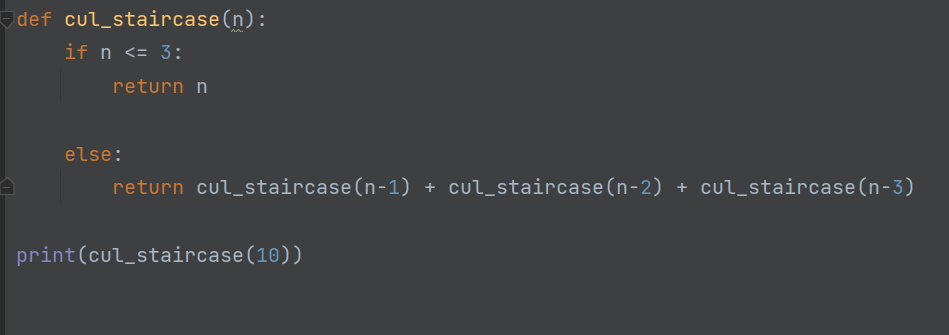 def cul_staircase(n):
    if n <= 3:
        return n
    else:
        return cul_staircase(n-1) + cul_staircase(n-2) + cul_staircase(n-3)
print(cul_staircase(10))